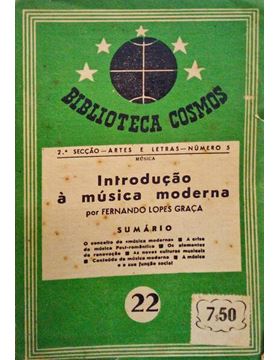 BIBLIOTECA COSMOS
2.ª SECÇÃO — ARTES E LETRAS — NÚMERO 5
MÚSICA
Introdução
à música moderna
por FERNANDO LOPES GRAÇA
SUMÁRIO
O conceito de «música moderna» ■ A crise
da música Post-romântica ■ Os elementos
da renovação ■ As novas culturas musicais
■ Conteúdo da música moderna ■ A música
e a sua função social
22
7,50